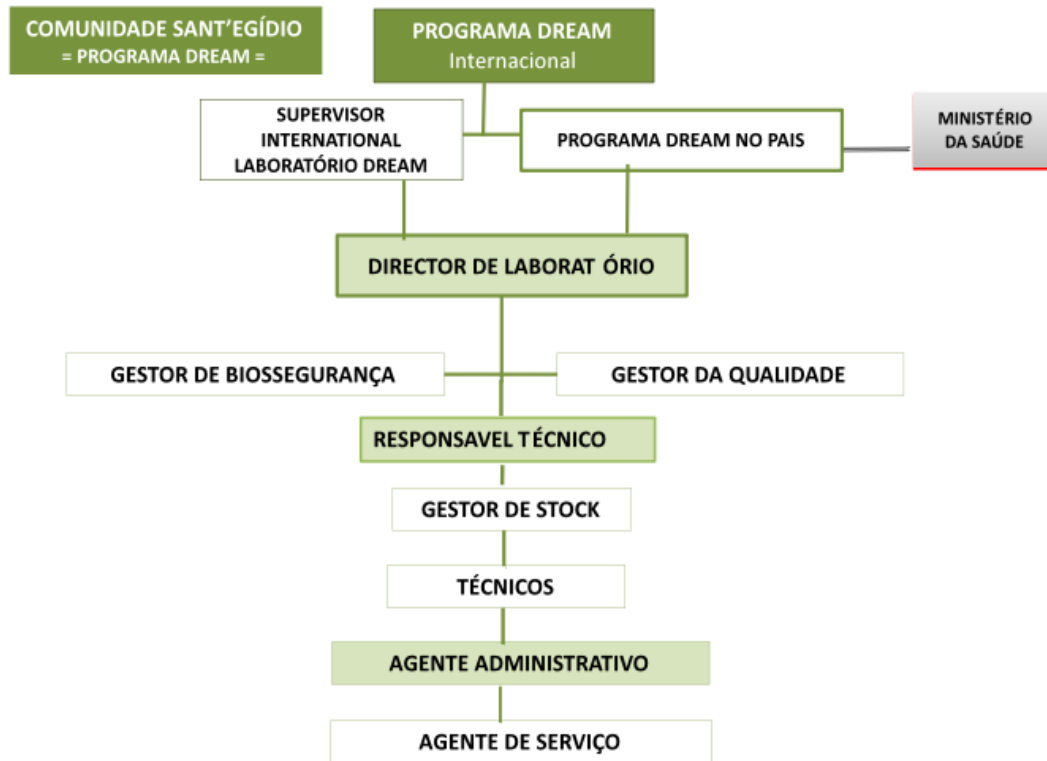 COMUNIDADE SANT’EGÍDIO
= PROGRAMA DREAM =
PROGRAMA DREAM
Internacional
SUPERVISOR
INTERNATIONAL
LABORATÓRIO DREAM
PROGRAMA DREAM NO PAIS
MINISTÉRIO
DA SAÚDE
DIRECTOR DE LABORAT ÓRIO
GESTOR DE BIOSSEGURANÇA
GESTOR DA QUALIDADE
RESPONSAVEL TÉCNICO
GESTOR DE STOCK
TÉCNICOS
AGENTE ADMINISTRATIVO
AGENTE DE SERVIÇO